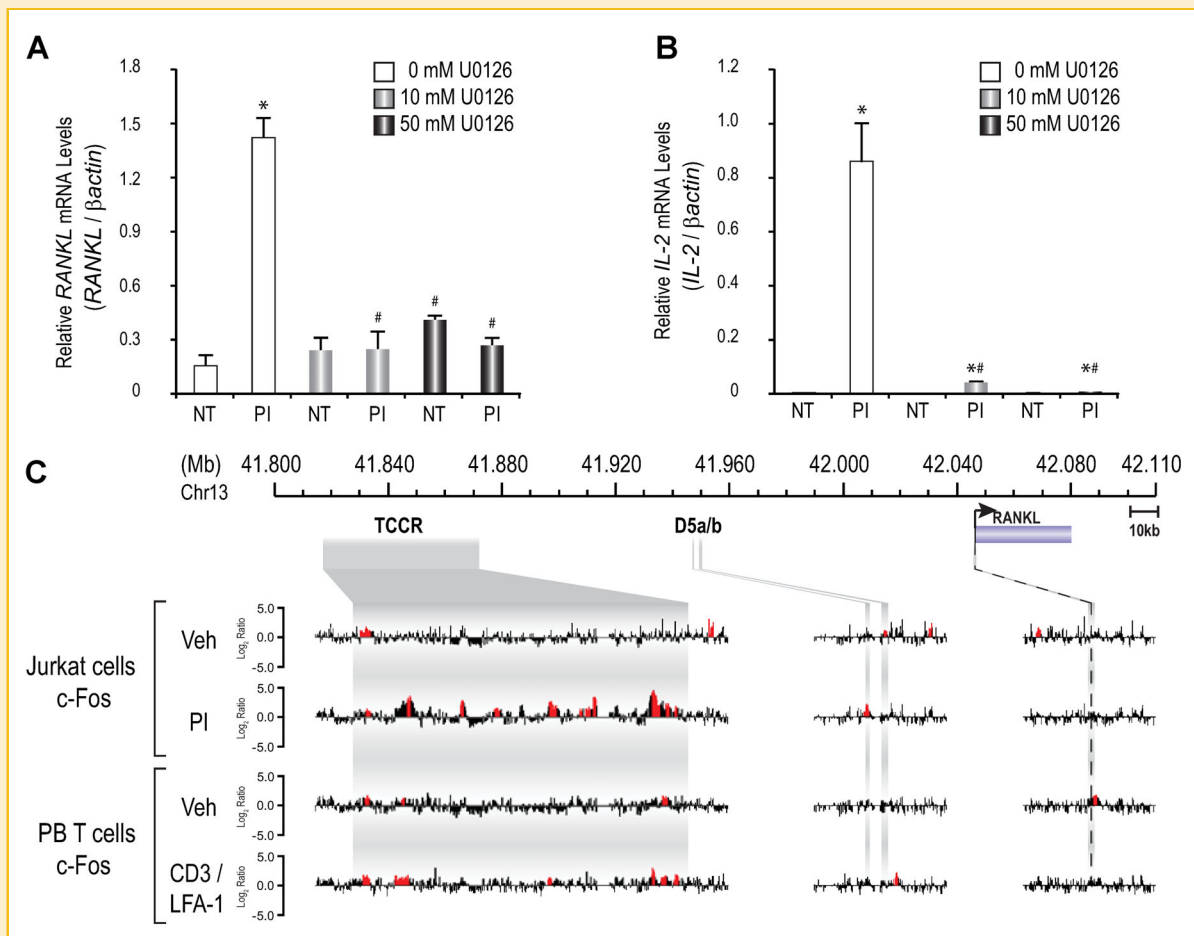 A
Relative RANKL mRNA Levels
(RANKL / βactin)
1.8
1.5
1.2
0.9
0.6
0.3
0
0 mM U0126
10 mM U0126
50 mM U0126
*
#
#
#
NT PI NT PI NT PI
B
Relative IL-2 mRNA Levels
(IL-2 / βactin)
1.2
1.0
0.8
0.6
0.4
0.2
0
0 mM U0126
10 mM U0126
50 mM U0126
*
*#
*#
NT PI NT PI NT PI
C
(Mb) 41.800 41.840 41.880 41.920 41.960 42.000 42.040 42.080 42.110
Chr13
TCCR
D5a/b
RANKL
10kb
Jurkat cells
c-Fos
Veh
Log2 Ratio
5.0
0.0
-5.0
PI
Log2 Ratio
5.0
0.0
-5.0
PB T cells
c-Fos
Veh
Log2 Ratio
5.0
0.0
-5.0
CD3 /
LFA-1
Log2 Ratio
5.0
0.0
-5.0